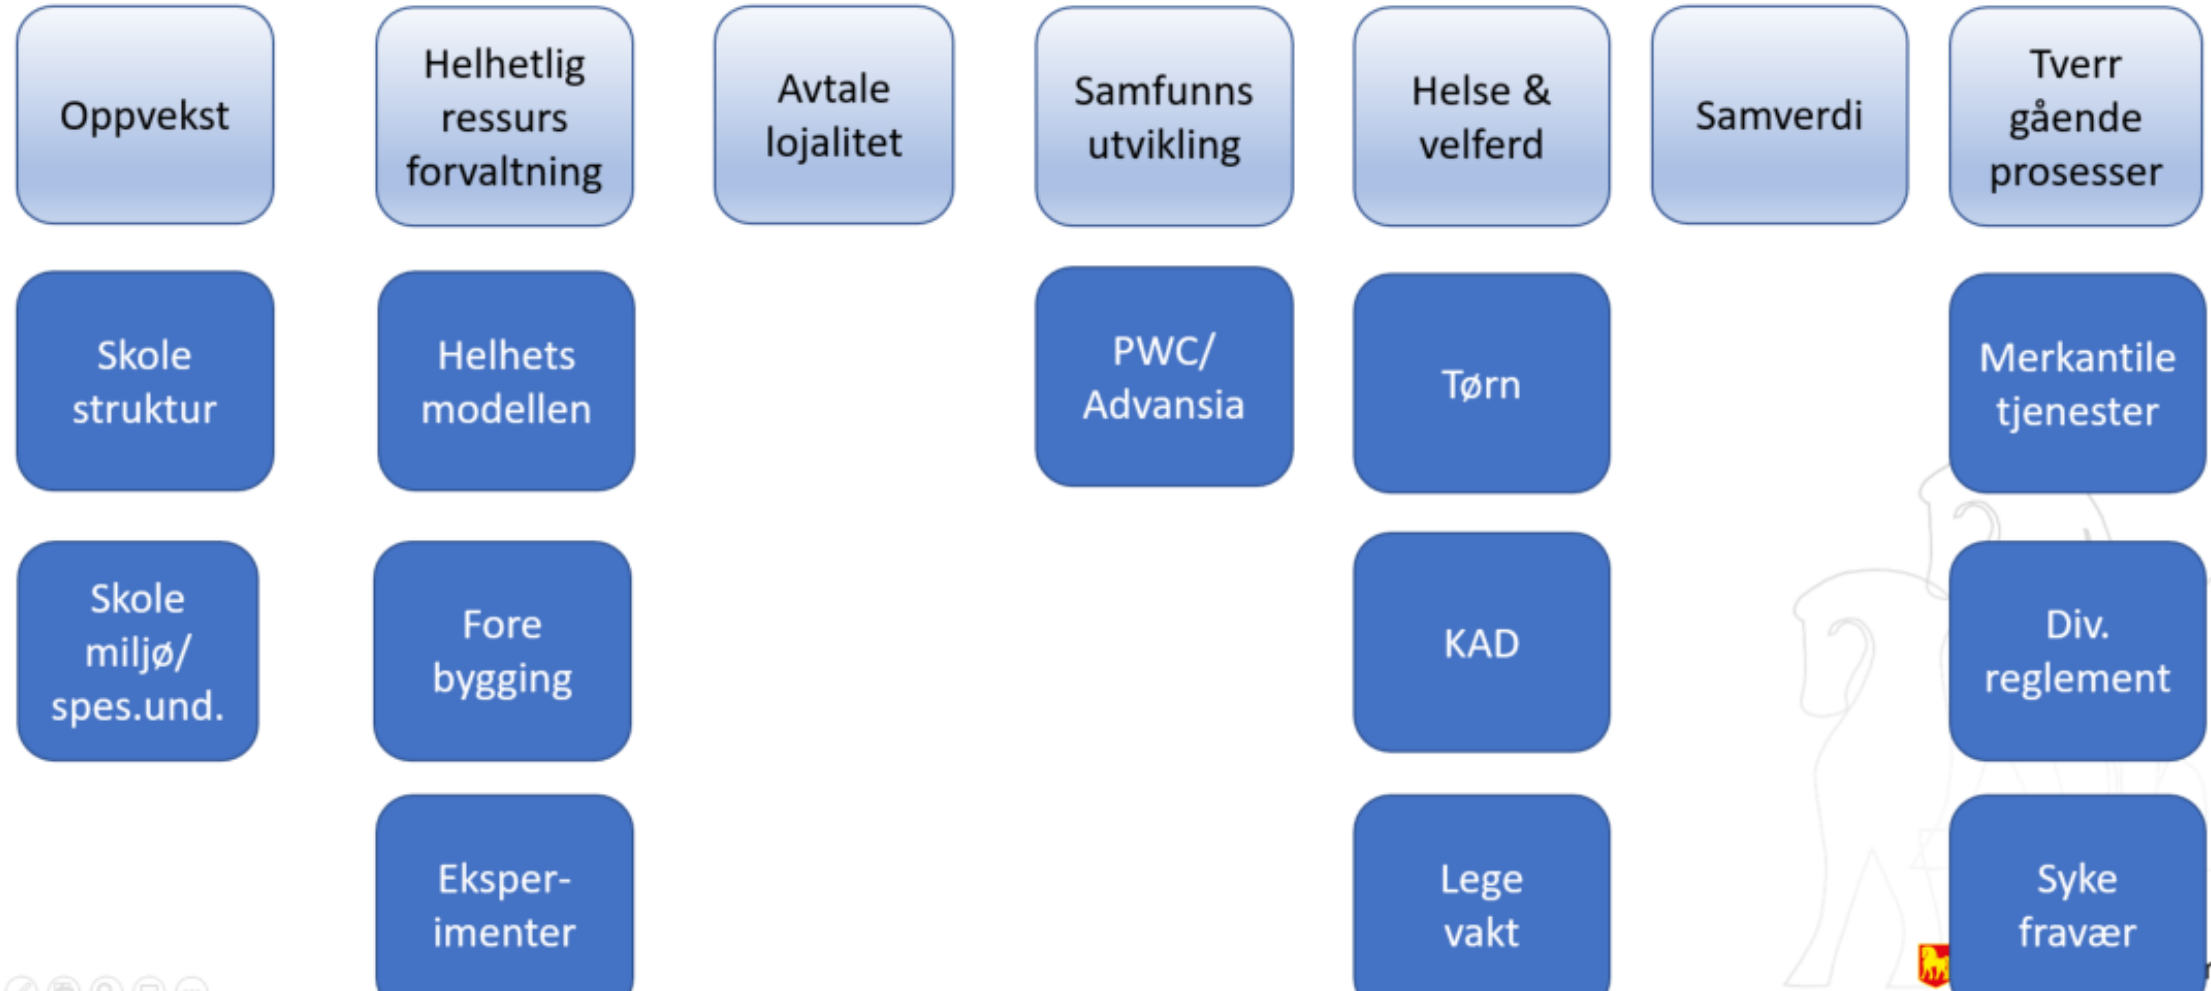 Oppvekst
Helhetlig
ressurs
forvaltning
Avtale
lojalitet
Samfunns
utvikling
Helse &
velferd
Samverdi
Tverr
gående
prosesser
Skole
struktur
Helhets
modellen
PWC/
Advansia
Tørn
Merkantile
tjenester
Skole
miljø/
spes.und.
Fore
bygging
KAD
Div.
reglement
Eksper-
imenter
Lege
vakt
Syke
fravær